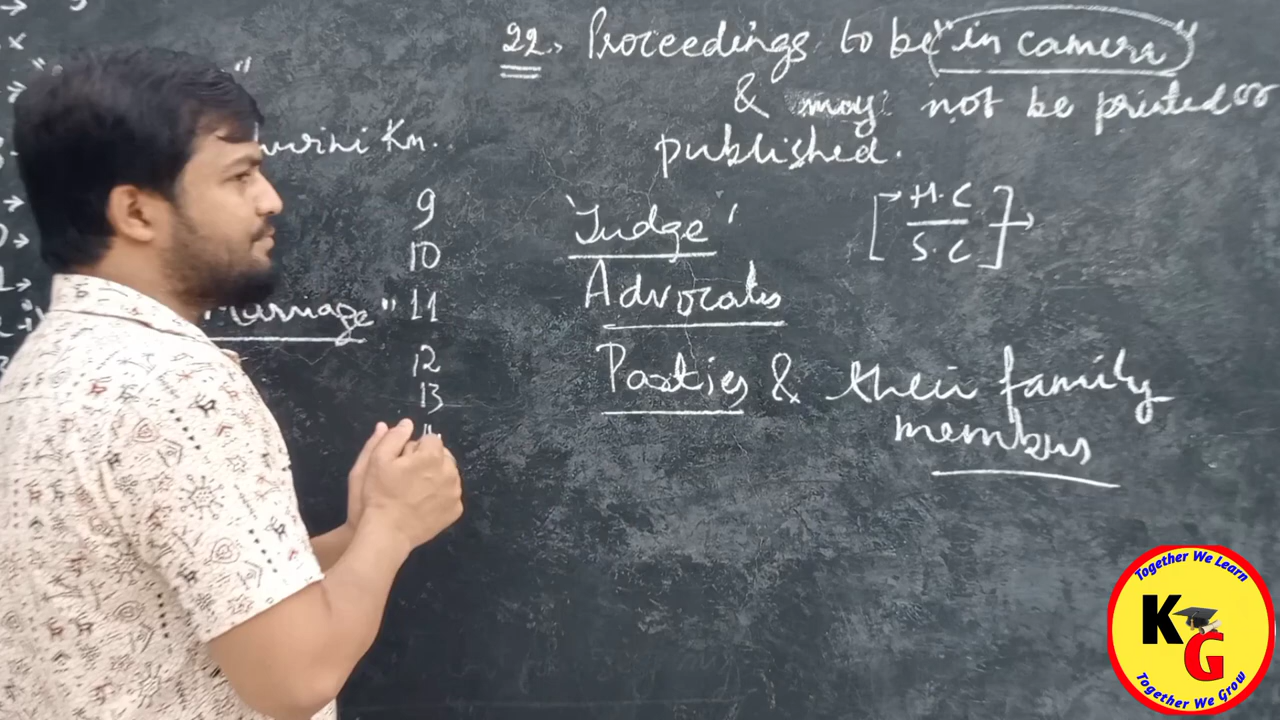 22. Proceedings to be "in camera"
& may not be printed or
published.
Km.
9
'Judge'
[→ H.C
S.C ]→
10
Advocates
Marriage" 11
12
Parties & their family
members
13
Together We Learn
KG
Together We Grow